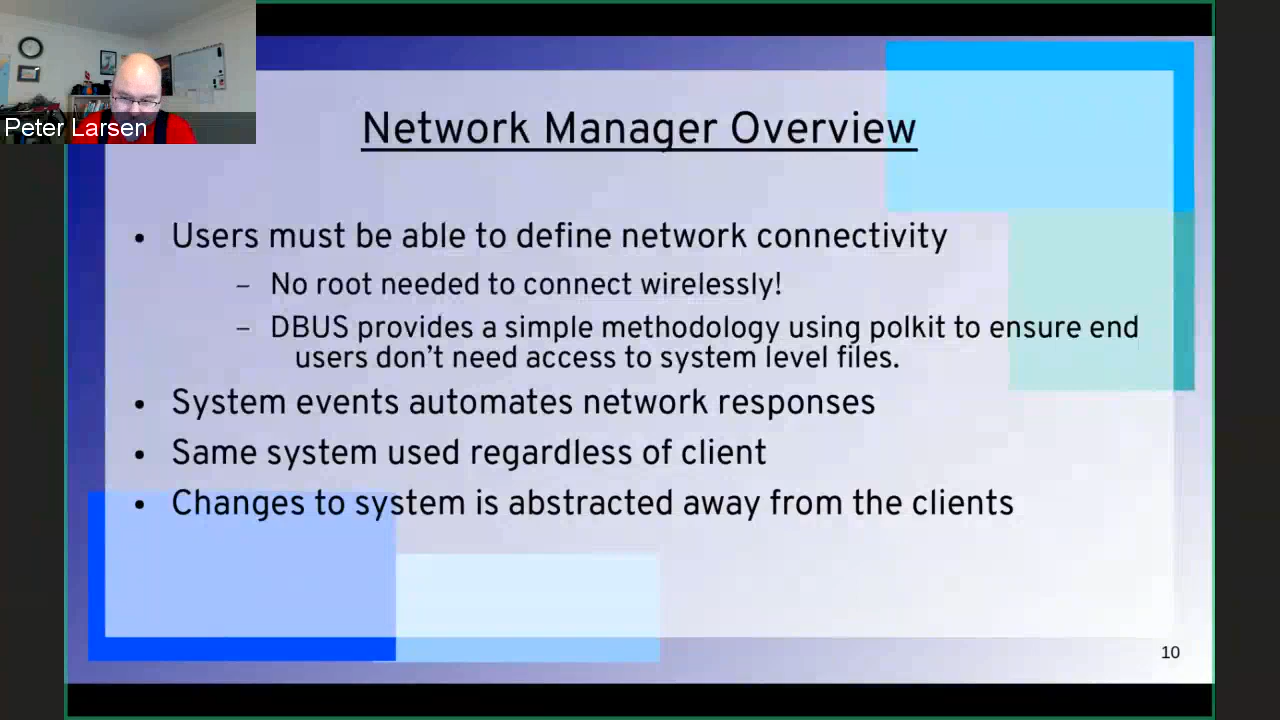 Peter Larsen
Network Manager Overview
• Users must be able to define network connectivity
– No root needed to connect wirelessly!
– DBUS provides a simple methodology using polkit to ensure end
users don't need access to system level files.
• System events automates network responses
• Same system used regardless of client
• Changes to system is abstracted away from the clients
10